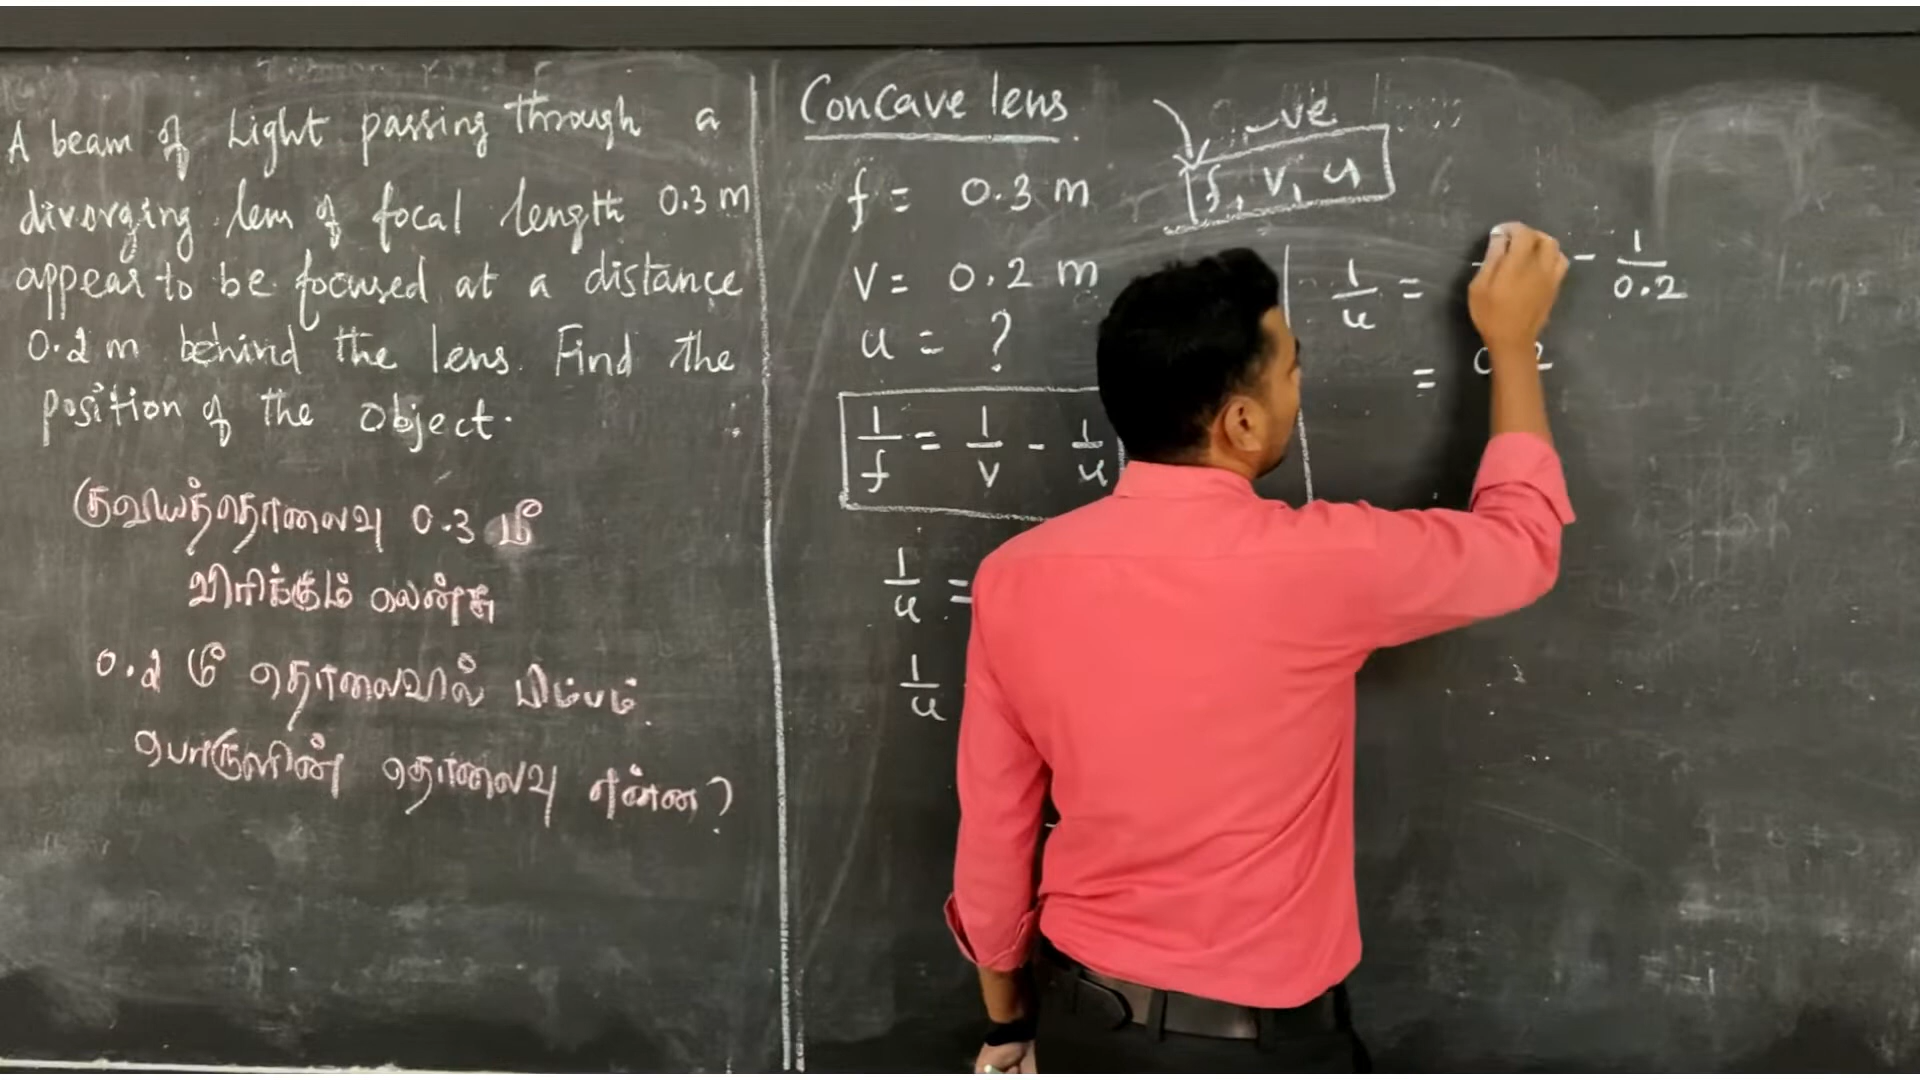 A beam of Light passing through a
diverging lens of focal length 0.3 m
appear to be focused at a distance
0.2 m behind the lens. Find the
position of the object.
குவியத்தொலைவு 0.3 மீ
விரிக்கும் லென்சு
0.2 மீ தொலைவில் பிம்பம்
பொருளின் தொலைவு என்ன?
Concave lens
f = 0.3 m
v = 0.2 m
u = ?
1/f = 1/v - 1/u
1/u =
1/u
-ve
f, v, u
1/u = - 1/0.2
=